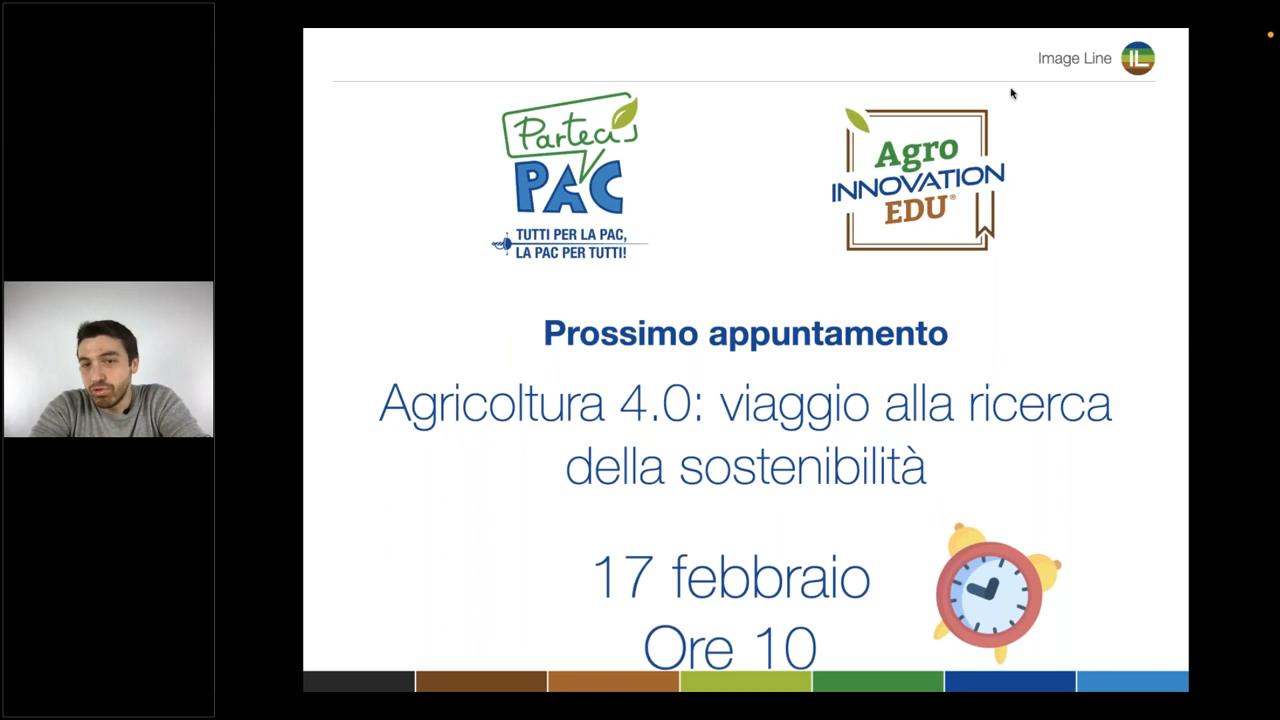 Image Line
IL
Parteci
PAC
TUTTI PER LA PAC,
LA PAC PER TUTTI!
Agro
INNOVATION
EDU®
Prossimo appuntamento
Agricoltura 4.0: viaggio alla ricerca
della sostenibilità
17 febbraio
Ore 10